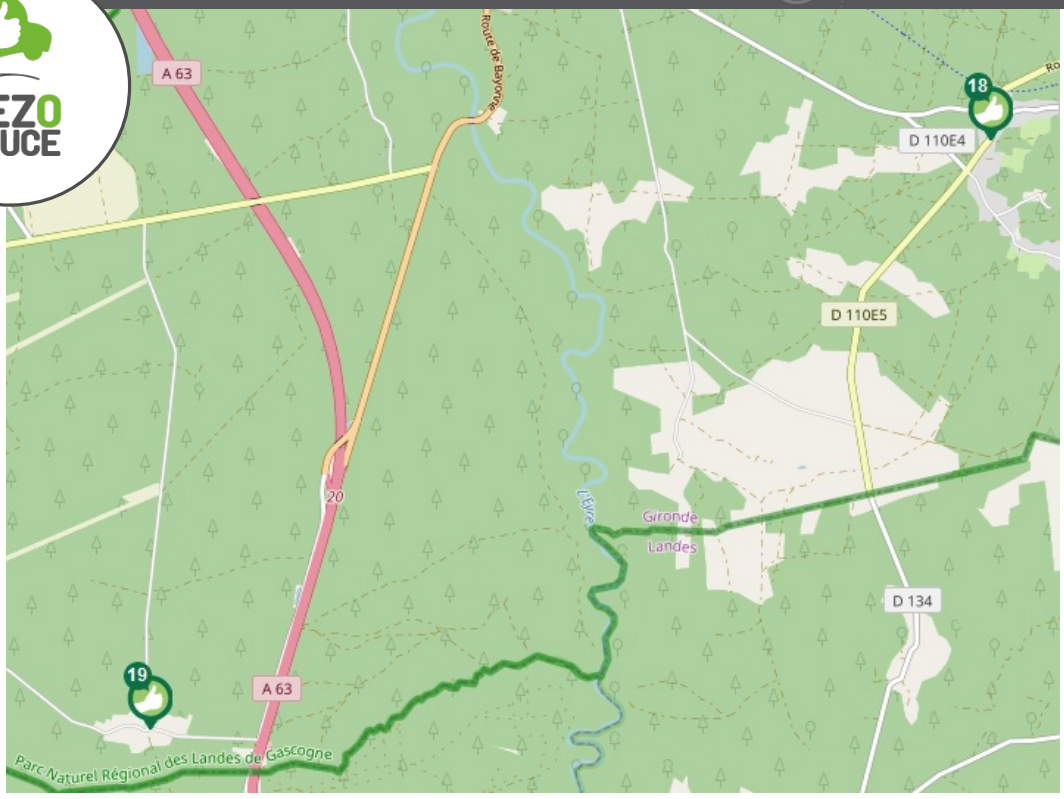 EZO
UCE
A 63
Route de Bayonne
18
Ro
D 110E4
D 110E5
20
L'Eyre
Gironde
Landes
D 134
19
A 63
Parc Naturel Régional des Landes de Gascogne